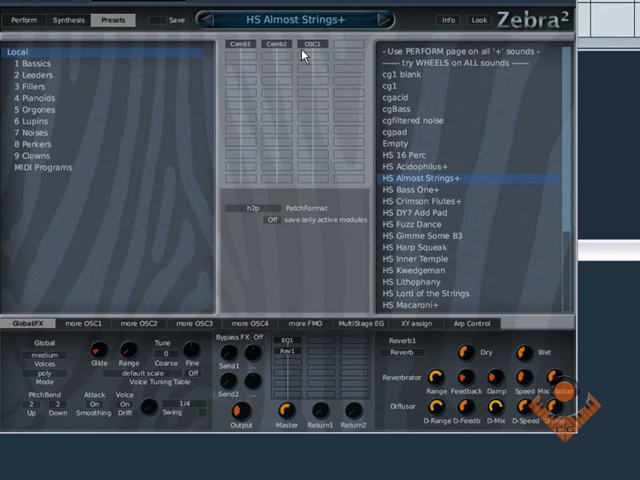 Perform Synthesis Presets Save HS Almost Strings+ Info Look Zebra²
Local
1 Bassics
2 Leaders
3 Fillers
4 Pianoids
5 Orgones
6 Lupins
7 Noises
8 Perkers
9 Clowns
MIDI Programs
Comb1 Comb2 OSC1
h2p PatchFormat
Off save only active modules
- Use PERFORM page on all '+' sounds -
------ try WHEELS on ALL sounds ------
cg1 blank
cg1
cgacid
cgBass
cgfiltered noise
cgpad
Empty
HS 16 Perc
HS Acidophilus+
HS Almost Strings+
HS Bass One+
HS Crimson Flutes+
HS DY7 Add Pad
HS Fuzz Dance
HS Gimme Some B3
HS Harp Squeak
HS Inner Temple
HS Kwedgeman
HS Lithophany
HS Lord of the Strings
HS Macaroni+
Global/FX more OSC1 more OSC2 more OSC3 more OSC4 more FMO MultiStage EG XY assign Arp Control
Global
medium
Voices
poly
Mode
PitchBend
2 2
Up Down
Glide Range
Tune
0
Coarse Fine
default scale
Voice Tuning Table
Attack Voice
On On
Smoothing Drift
1/4
Swing
Bypass FX Off
Send1
Send2
Output
EQ1
Rev1
Master Return1 Return2
Reverb1
Reverb
Dry Wet
Reverbrator
Range Feedback Damp Speed Modulation
Diffusor
D-Range D-Feedb D-Mix D-Speed
CG